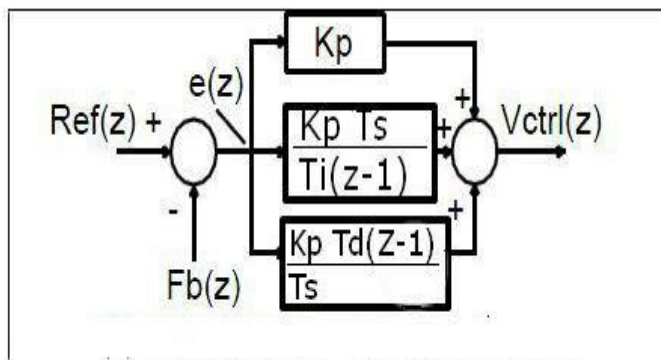 Kp
e(z)
Ref(z) +
Kp Ts
Ti(z-1)
+
+
Vctrl(z)
-
+
Kp Td(Z-1)
Ts
Fb(z)